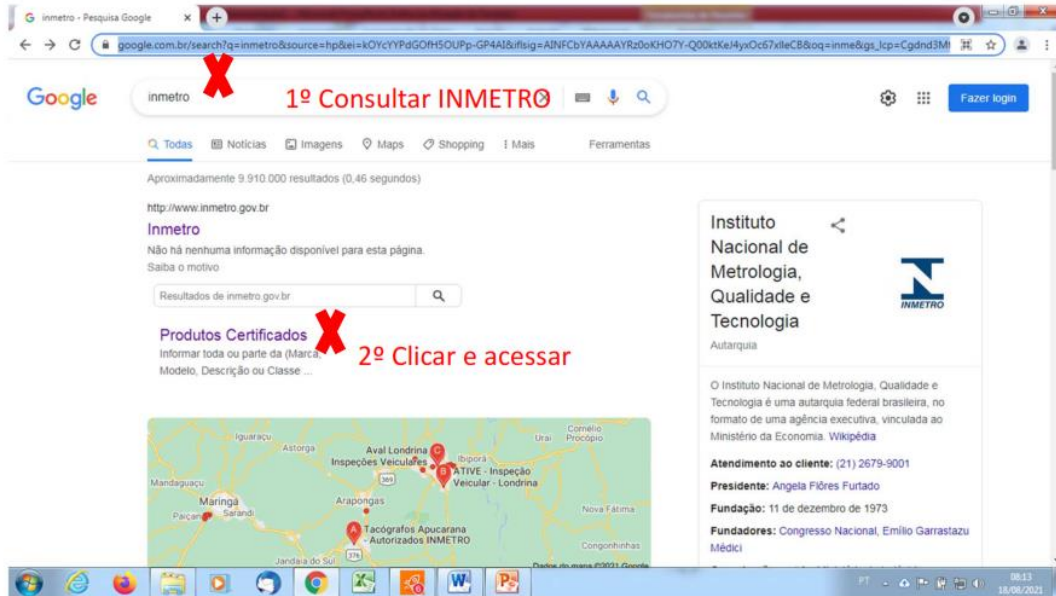 inmetro - Pesquisa Google
google.com.br/search?q=inmetro&source=hp&ei=kOYcYYPdGOfH5OUPp-GP4AI&iflsig=AINFCbYAAAAAYRz0oKHO7Y-Q00ktKeJ4yxOc67xlleC8&oq=inme&gs_lcp=Cgdnd3M
Google
inmetro
1º Consultar INMETRO
Fazer login
Todas Notícias Imagens Maps Shopping Mais Ferramentas
Aproximadamente 9.910.000 resultados (0,46 segundos)
http://www.inmetro.gov.br
Inmetro
Não há nenhuma informação disponível para esta página.
Saiba o motivo
Resultados de inmetro.gov.br
Produtos Certificados
Informar toda ou parte da (Marca,
Modelo, Descrição ou Classe ...
2º Clicar e acessar
Iguaraçu
Astorga
Aval Londrina
Inspeções Veiculares
Ibiporã
Urai
Cornélio
Procópio
369
ATIVE - Inspeção
Veicular - Londrina
Mandaguaçu
Maringá
Sarandi
Paiçan
Arapongas
Nova Fátima
Tacógrafos Apucarana
- Autorizados INMETRO
Congonhinhas
Jandaia do Sul
376
Dados do mapa ©2021 Google
A
B
C
Instituto
Nacional de
Metrologia,
Qualidade e
Tecnologia
INMETRO
Autarquia
O Instituto Nacional de Metrologia, Qualidade e
Tecnologia é uma autarquia federal brasileira, no
formato de uma agência executiva, vinculada ao
Ministério da Economia. Wikipédia
Atendimento ao cliente: (21) 2679-9001
Presidente: Angela Flôres Furtado
Fundação: 11 de dezembro de 1973
Fundadores: Congresso Nacional, Emílio Garrastazu
Médici
PT
08:13
18/08/2021